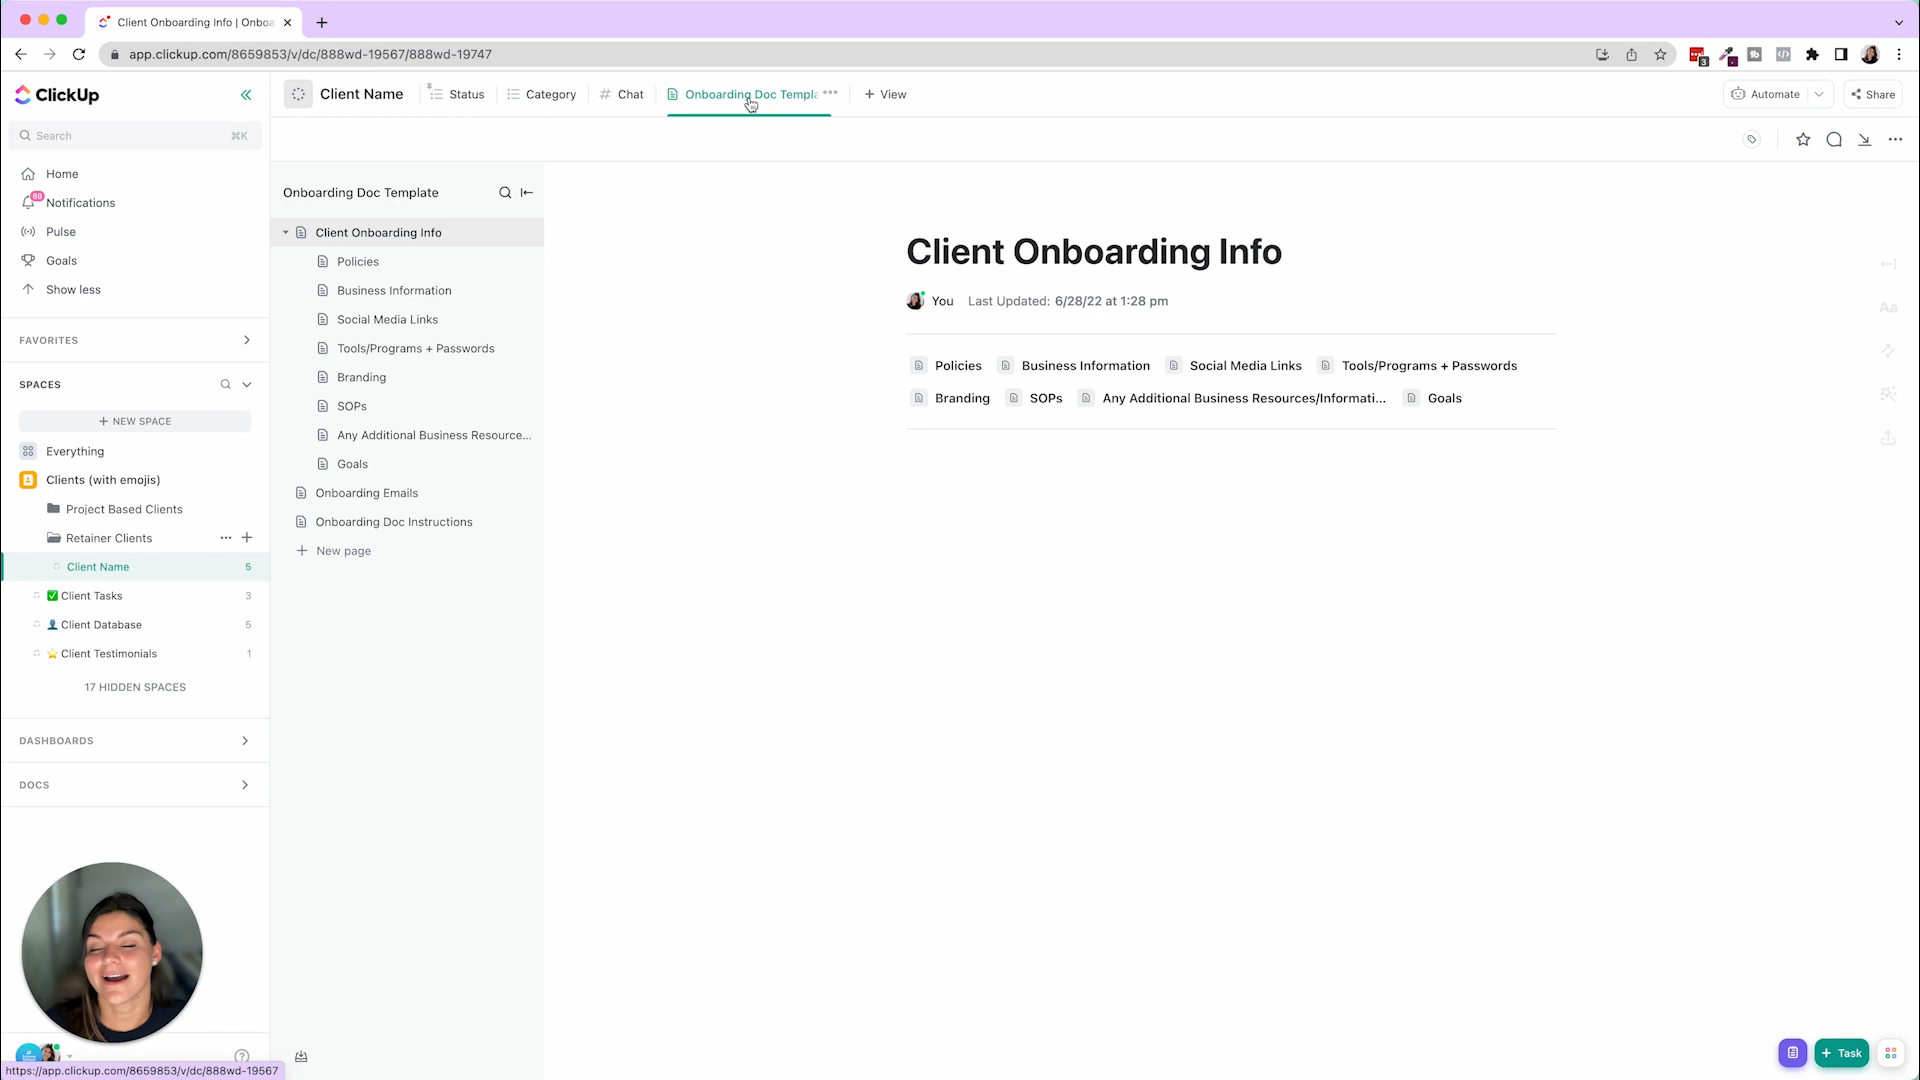 Client Onboarding Info | Onboa
app.clickup.com/8659853/v/dc/888wd-19567/888wd-19747
3
ClickUp
Client Name
Status
Category
Chat
Onboarding Doc Templa
+ View
Automate
Share
Search
⌘K
Home
69
Notifications
Pulse
Goals
Show less
FAVORITES
SPACES
+ NEW SPACE
Everything
Clients (with emojis)
Project Based Clients
Retainer Clients
Client Name 5
Client Tasks 3
Client Database 5
Client Testimonials 1
17 HIDDEN SPACES
DASHBOARDS
DOCS
https://app.clickup.com/8659853/v/dc/888wd-19567
Onboarding Doc Template
Client Onboarding Info
Policies
Business Information
Social Media Links
Tools/Programs + Passwords
Branding
SOPs
Any Additional Business Resource...
Goals
Onboarding Emails
Onboarding Doc Instructions
+ New page
Client Onboarding Info
You Last Updated: 6/28/22 at 1:28 pm
Policies Business Information Social Media Links Tools/Programs + Passwords
Branding SOPs Any Additional Business Resources/Informati... Goals
Aa
+ Task